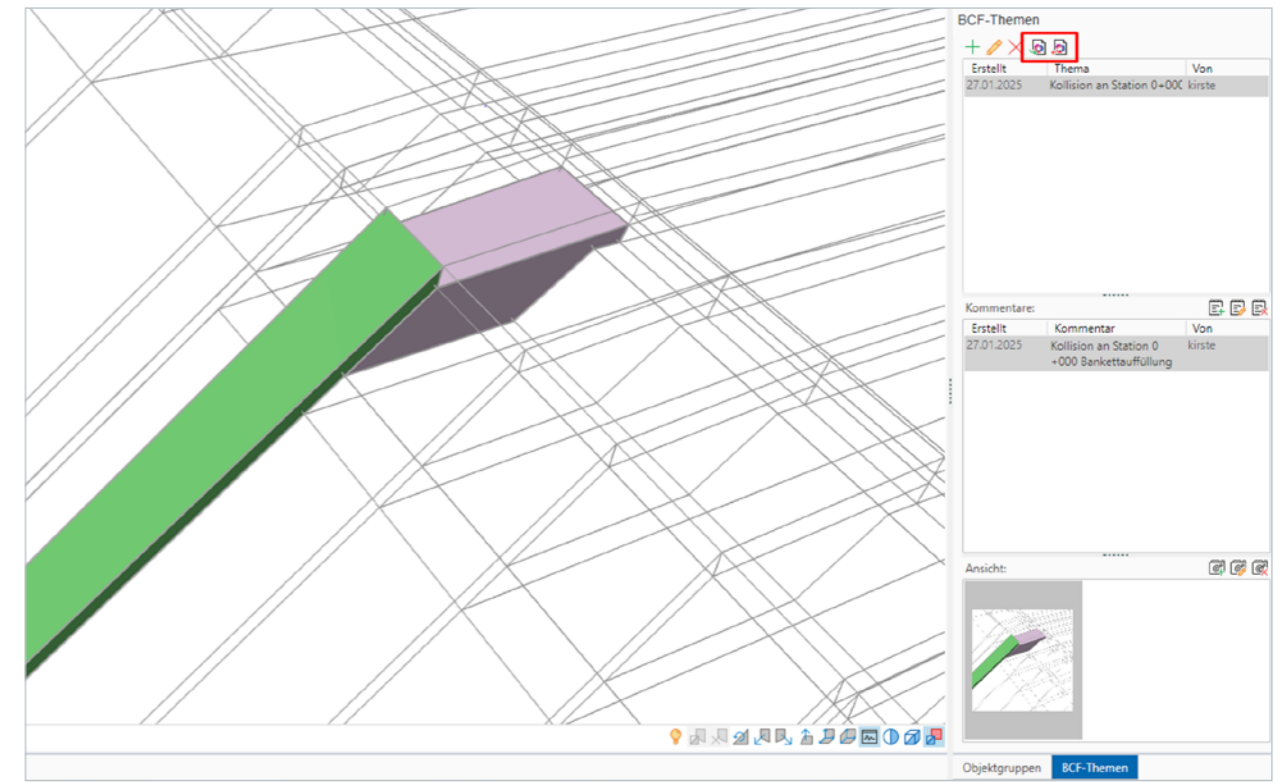 BCF-Themen
Erstellt Thema Von
27.01.2025 Kollision an Station 0+00C kirste
Kommentare:
Erstellt Kommentar Von
27.01.2025 Kollision an Station 0 kirste
+000 Bankettauffüllung
Ansicht:
Objektgruppen BCF-Themen